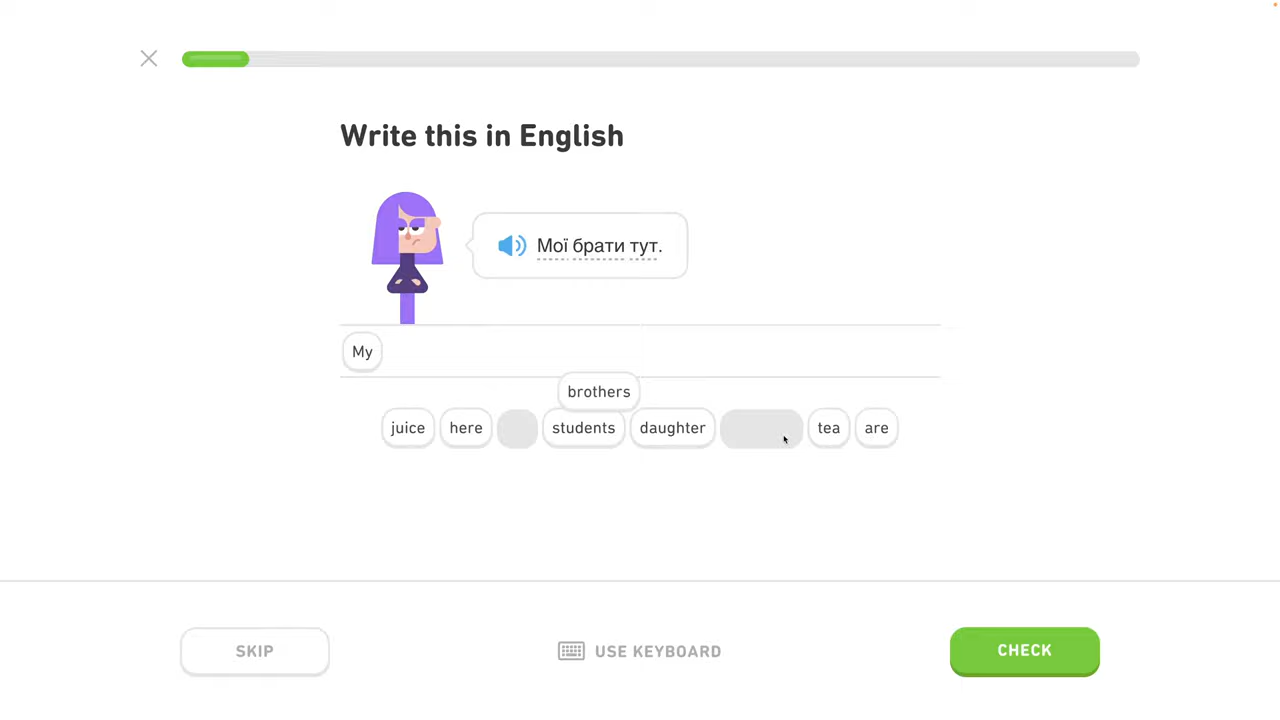 Write this in English
Мої брати тут.
My
brothers
juice here students daughter tea are
SKIP USE KEYBOARD CHECK